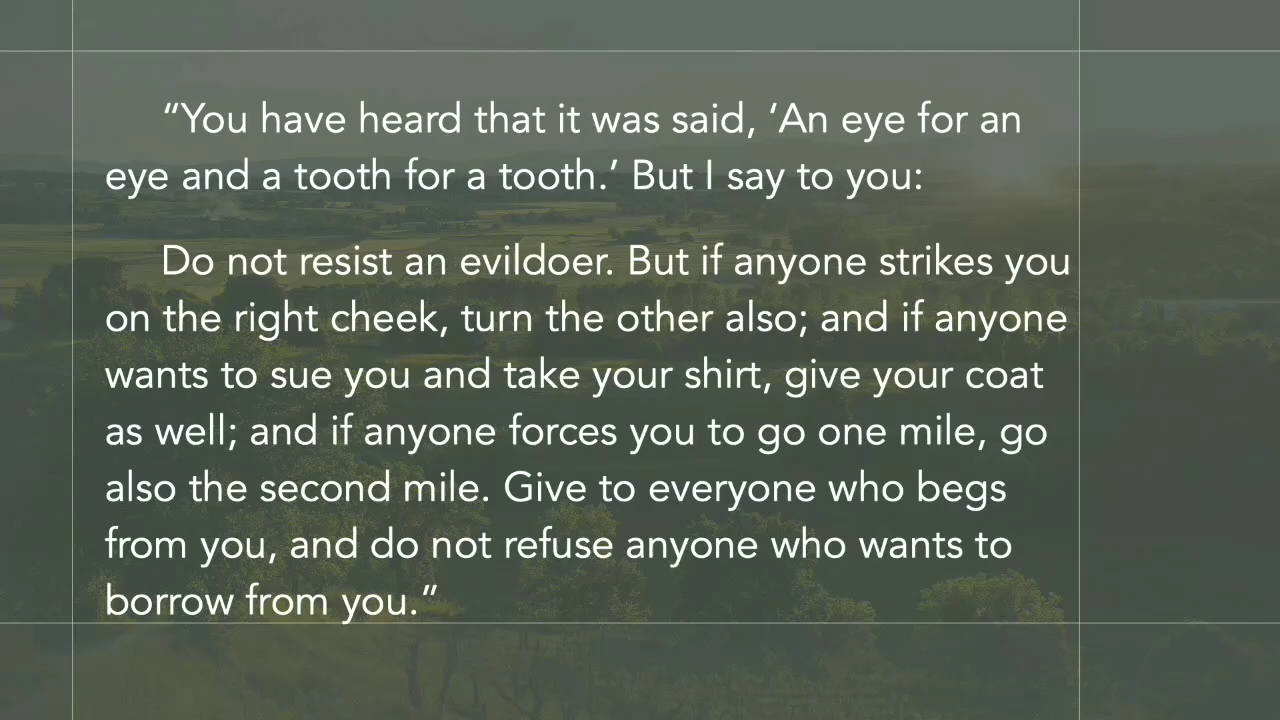 “You have heard that it was said, ‘An eye for an
eye and a tooth for a tooth.’ But I say to you:
Do not resist an evildoer. But if anyone strikes you
on the right cheek, turn the other also; and if anyone
wants to sue you and take your shirt, give your coat
as well; and if anyone forces you to go one mile, go
also the second mile. Give to everyone who begs
from you, and do not refuse anyone who wants to
borrow from you.”